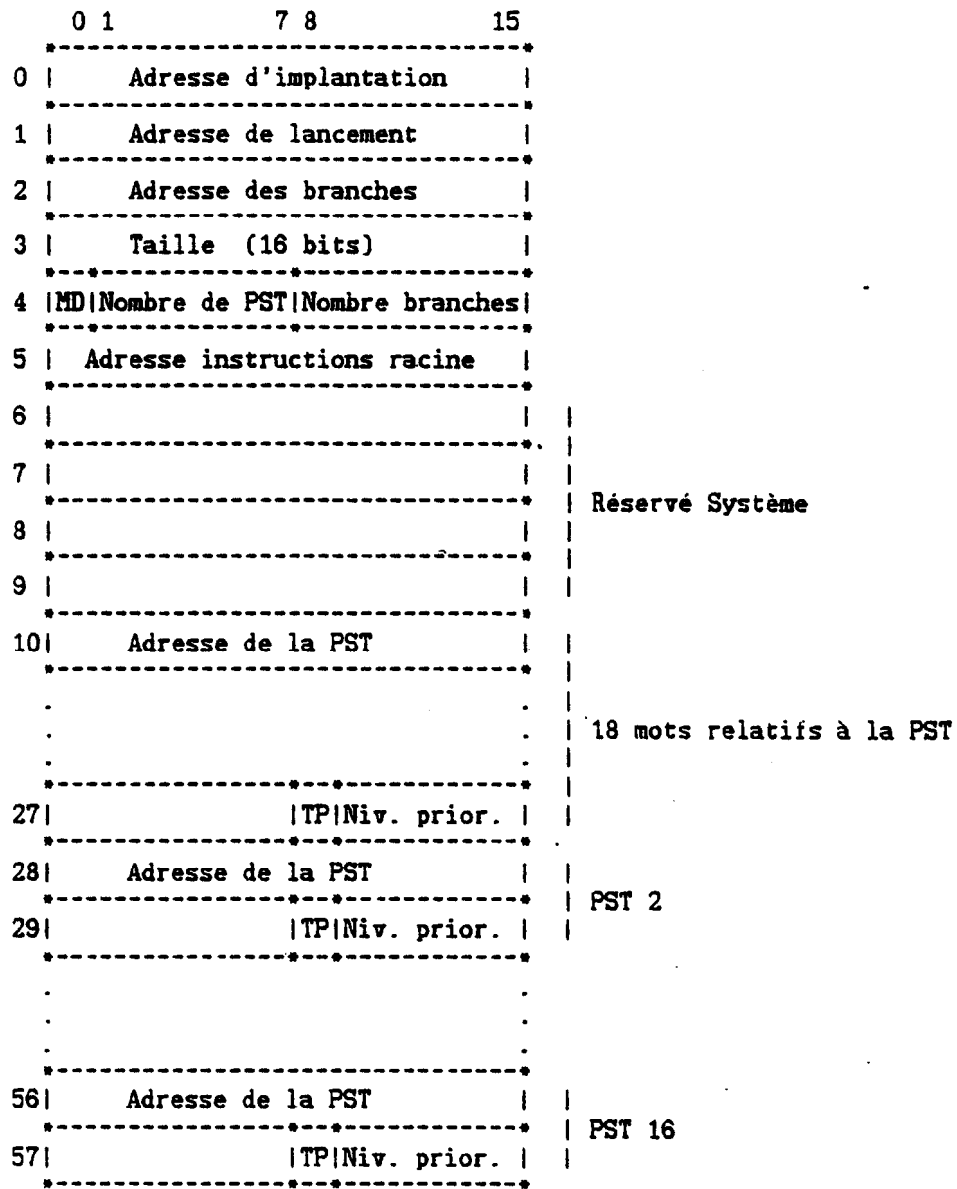 0 1 7 8 15
0 | Adresse d'implantation |
1 | Adresse de lancement |
2 | Adresse des branches |
3 | Taille (16 bits) |
4 |MD|Nombre de PST|Nombre branches|
5 | Adresse instructions racine |
6 | | |
7 | | |
| Réservé Système
8 | | |
9 | | |
10| Adresse de la PST | |
. .
. . | 18 mots relatifs à la PST
. .
27| |TP|Niv. prior. | |
28| Adresse de la PST | |
| PST 2
29| |TP|Niv. prior. | |
. .
. .
. .
56| Adresse de la PST | |
| PST 16
57| |TP|Niv. prior. | |